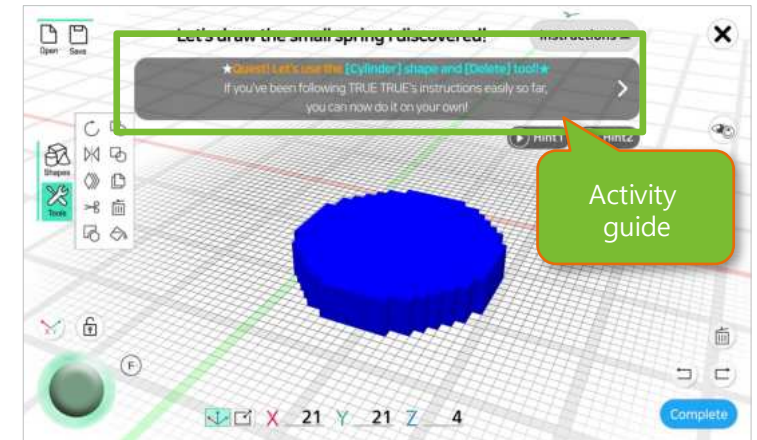 Let's draw the small spring I discovered!
Instructions
Open Save
★Quest! Let's use the [Cylinder] shape and [Delete] tool!★
If you've been following TRUE TRUE's instructions easily so far,
you can now do it on your own!
Hint1 Hint2
Shapes
Tools
Activity
guide
F
X 21 Y 21 Z 4
Complete